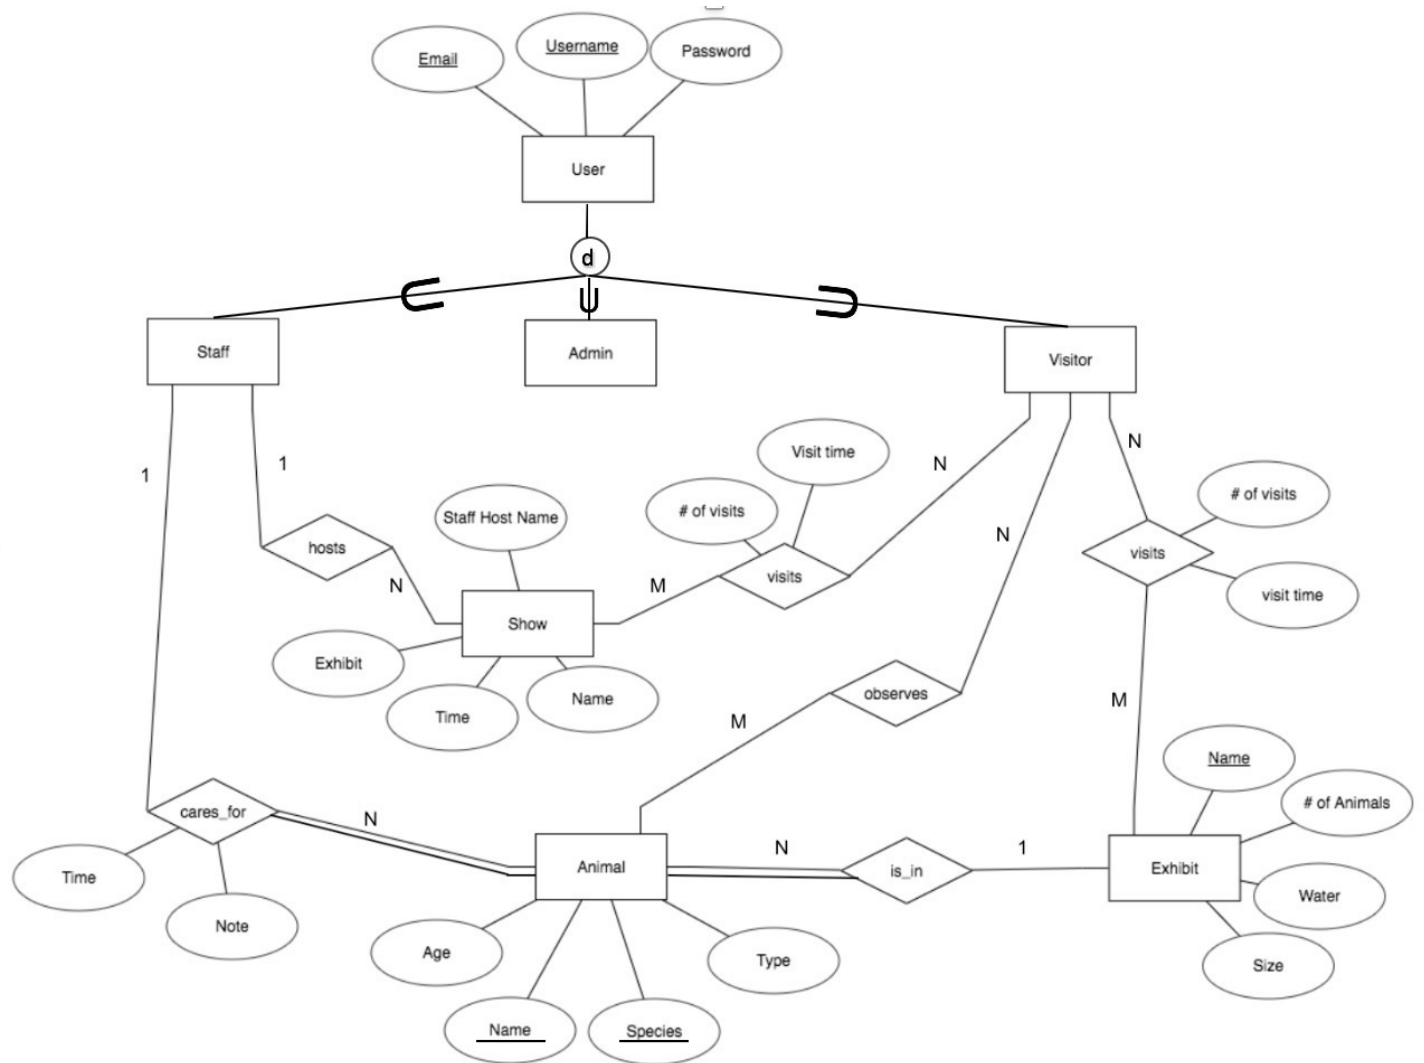 Email
Username
Password
User
d
Staff
Admin
Visitor
1
1
N
N
N
Visit time
# of visits
# of visits
Staff Host Name
hosts
visits
visits
visit time
N
M
Show
Exhibit
Time
Name
observes
M
M
Name
# of Animals
cares_for
N
Time
Note
Animal
N
is_in
1
Exhibit
Water
Size
Age
Type
Name
Species